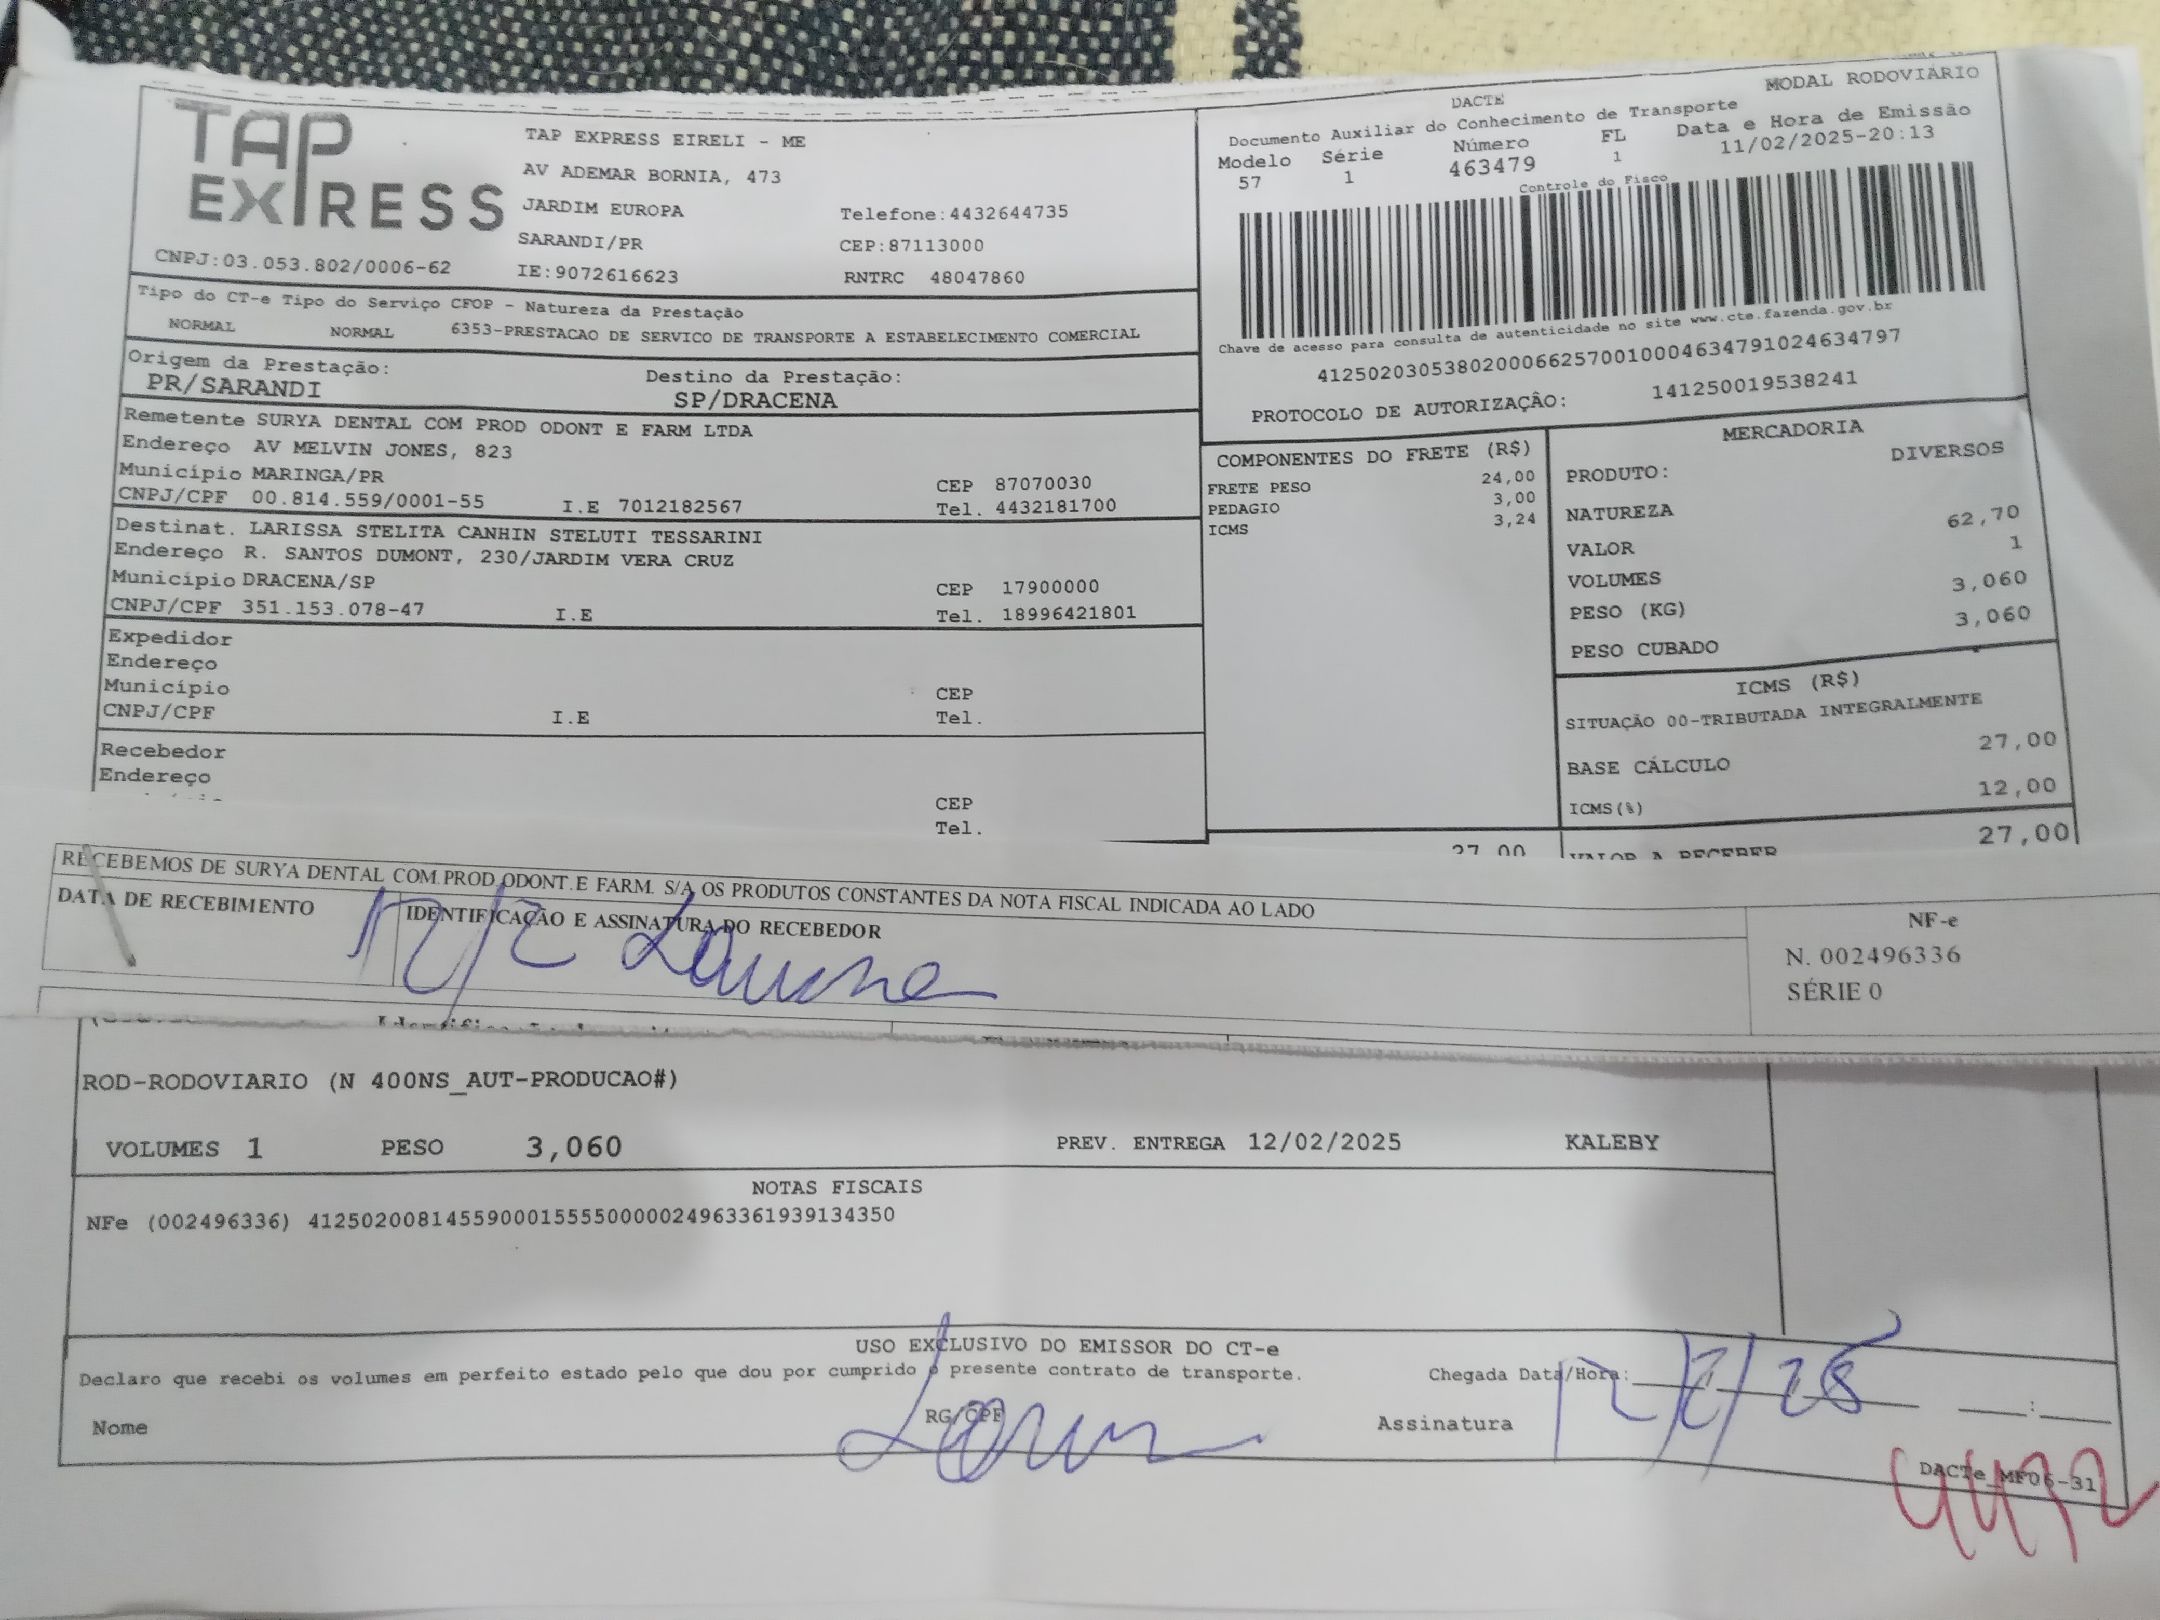 TAP EXPRESS
TAP EXPRESS EIRELI - ME
AV ADEMAR BORNIA, 473
JARDIM EUROPA Telefone:4432644735
SARANDI/PR CEP:87113000
CNPJ:03.053.802/0006-62 IE:9072616623 RNTRC 48047860
MODAL RODOVIÁRIO
DACTE
Documento Auxiliar do Conhecimento de Transporte
Modelo Série Número FL Data e Hora de Emissão
57 1 463479 1 11/02/2025-20:13
Controle do Fisco
Chave de acesso para consulta de autenticidade no site www.cte.fazenda.gov.br
41250203053802000662570010004634791024634797
PROTOCOLO DE AUTORIZAÇÃO: 141250019538241
Tipo do CT-e Tipo do Serviço CFOP - Natureza da Prestação
NORMAL NORMAL 6353-PRESTACAO DE SERVICO DE TRANSPORTE A ESTABELECIMENTO COMERCIAL
Origem da Prestação: Destino da Prestação:
PR/SARANDI SP/DRACENA
Remetente SURYA DENTAL COM PROD ODONT E FARM LTDA
Endereço AV MELVIN JONES, 823
Município MARINGA/PR CEP 87070030
CNPJ/CPF 00.814.559/0001-55 I.E 7012182567 Tel. 4432181700
Destinat. LARISSA STELITA CANHIN STELUTI TESSARINI
Endereço R. SANTOS DUMONT, 230/JARDIM VERA CRUZ
Município DRACENA/SP CEP 17900000
CNPJ/CPF 351.153.078-47 I.E Tel. 18996421801
Expedidor
Endereço
Município CEP
CNPJ/CPF I.E Tel.
Recebedor
Endereço
CEP
Tel.
COMPONENTES DO FRETE (R$)
FRETE PESO 24,00
PEDAGIO 3,00
ICMS 3,24
27,00
MERCADORIA
PRODUTO: DIVERSOS
NATUREZA
VALOR 62,70
VOLUMES 1
PESO (KG) 3,060
PESO CUBADO 3,060
ICMS (R$)
SITUAÇÃO 00-TRIBUTADA INTEGRALMENTE
BASE CÁLCULO 27,00
ICMS(%) 12,00
VALOR A RECEBER 27,00
RECEBEMOS DE SURYA DENTAL COM.PROD.ODONT.E FARM. S/A OS PRODUTOS CONSTANTES DA NOTA FISCAL INDICADA AO LADO
DATA DE RECEBIMENTO IDENTIFICAÇÃO E ASSINATURA DO RECEBEDOR
12/2
NF-e
N. 002496336
SÉRIE 0
ROD-RODOVIARIO (N 400NS_AUT-PRODUCAO#)
VOLUMES 1 PESO 3,060 PREV. ENTREGA 12/02/2025 KALEBY
NOTAS FISCAIS
NFe (002496336) 41250200814559000155550000024963361939134350
USO EXCLUSIVO DO EMISSOR DO CT-e
Declaro que recebi os volumes em perfeito estado pelo que dou por cumprido o presente contrato de transporte.
Chegada Data/Hora: 12/2/25
Nome RG/CPF Assinatura
DACTe_MF06-31